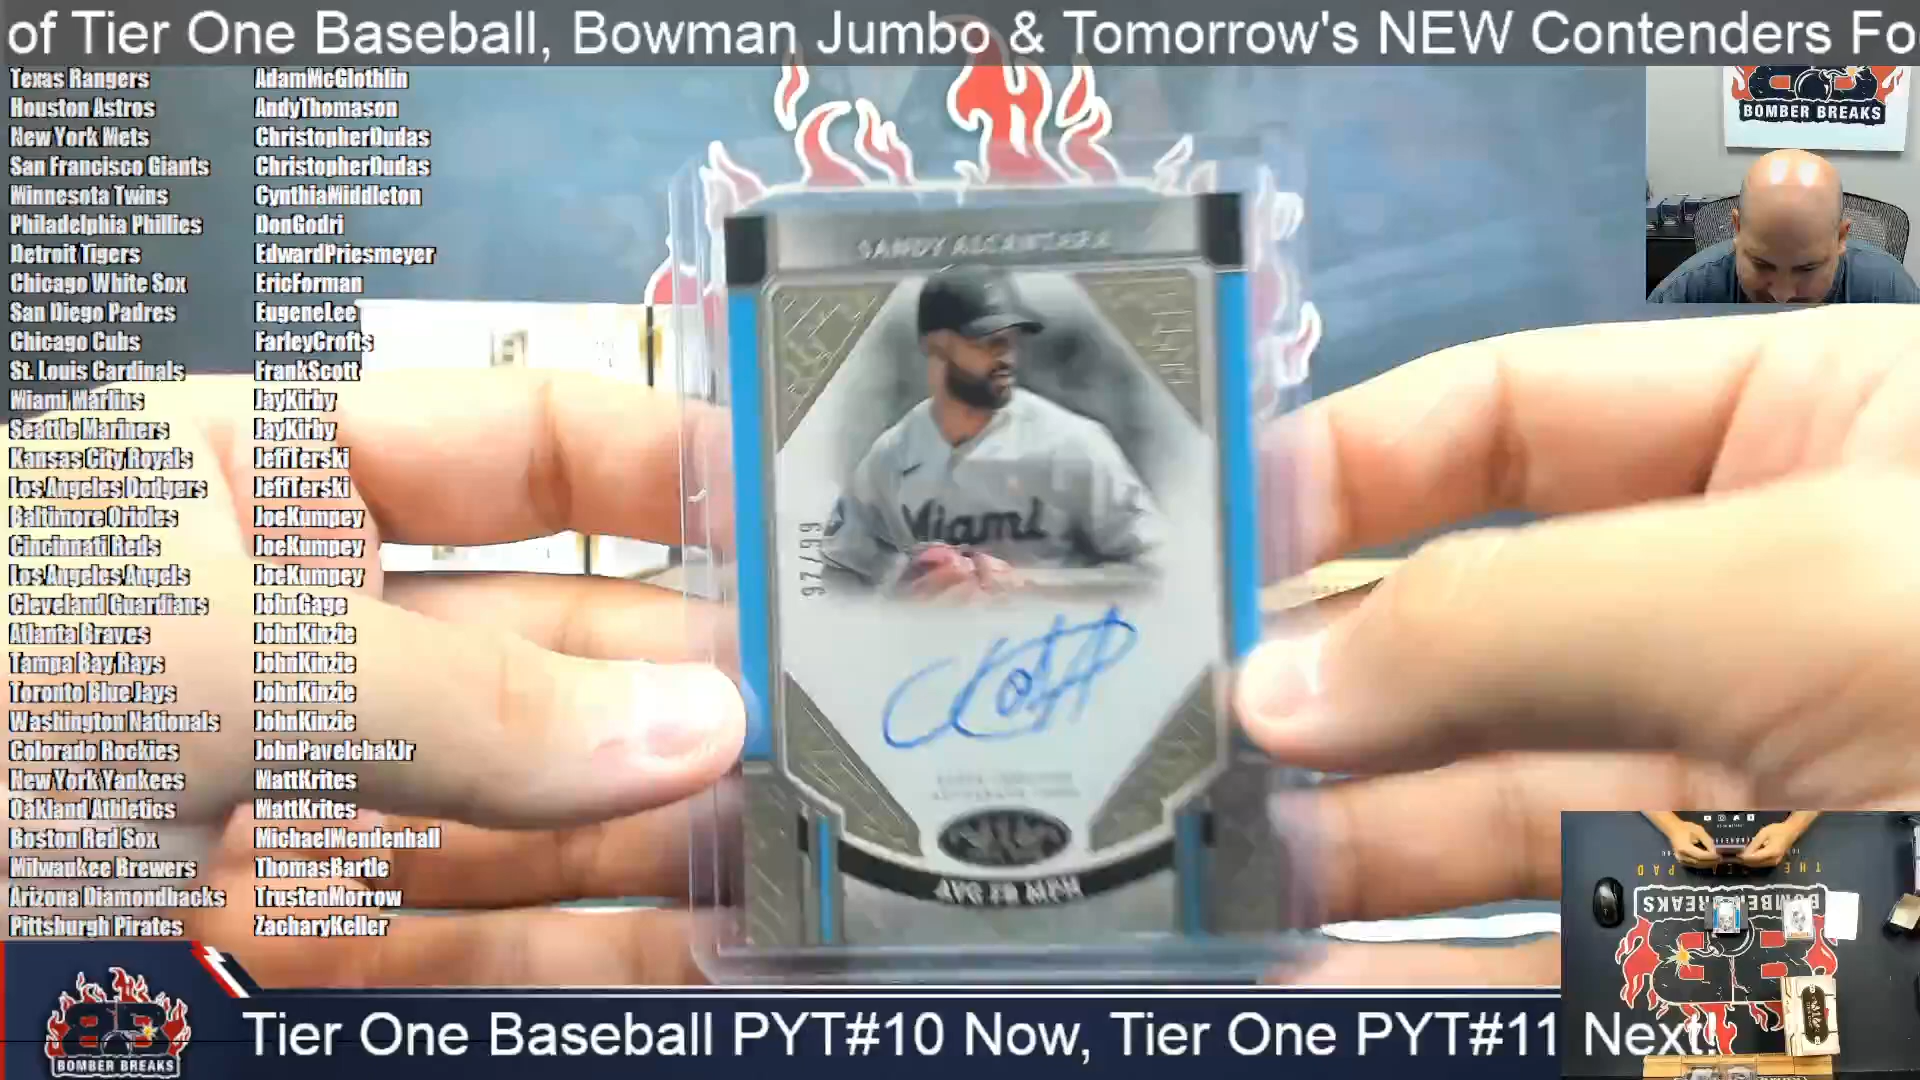 of Tier One Baseball, Bowman Jumbo & Tomorrow's NEW Contenders Fo
Texas Rangers AdamMcGlothlin
Houston Astros AndyThomason
New York Mets ChristopherDudas
San Francisco Giants ChristopherDudas
Minnesota Twins CynthiaMiddleton
Philadelphia Phillies DonGodri
Detroit Tigers EdwardPriesmeyer
Chicago White Sox EricForman
San Diego Padres EugeneLee
Chicago Cubs FarleyCrofts
St. Louis Cardinals FrankScott
Miami Marlins JayKirby
Seattle Mariners JayKirby
Kansas City Royals JeffTerski
Los Angeles Dodgers JeffTerski
Baltimore Orioles JoeKumpey
Cincinnati Reds JoeKumpey
Los Angeles Angels JoeKumpey
Cleveland Guardians JohnGage
Atlanta Braves JohnKinzie
Tampa Bay Rays JohnKinzie
Toronto Blue Jays JohnKinzie
Washington Nationals JohnKinzie
Colorado Rockies JohnPavelchakJr
New York Yankees MattKrites
Oakland Athletics MattKrites
Boston Red Sox MichaelMendenhall
Milwaukee Brewers ThomasBartle
Arizona Diamondbacks TrustenMorrow
Pittsburgh Pirates ZacharyKeller
SANDY ALCANTARA
Miami
97/99
BOMBER BREAKS
BOMBER BREAKS
BOMBER BREAKS
Tier One Baseball PYT#10 Now, Tier One PYT#11 Next!